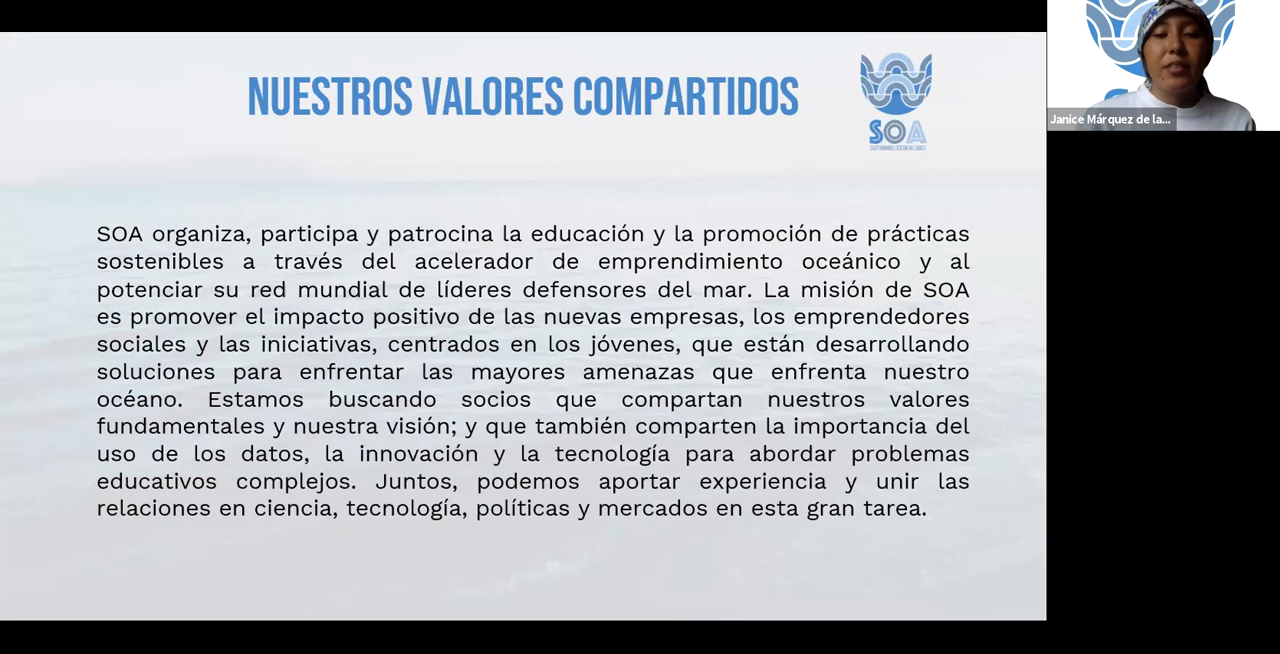 NUESTROS VALORES COMPARTIDOS
SOA
SUSTAINABLE OCEAN ALLIANCE
SOA organiza, participa y patrocina la educación y la promoción de prácticas
sostenibles a través del acelerador de emprendimiento oceánico y al
potenciar su red mundial de líderes defensores del mar. La misión de SOA
es promover el impacto positivo de las nuevas empresas, los emprendedores
sociales y las iniciativas, centrados en los jóvenes, que están desarrollando
soluciones para enfrentar las mayores amenazas que enfrenta nuestro
océano. Estamos buscando socios que compartan nuestros valores
fundamentales y nuestra visión; y que también comparten la importancia del
uso de los datos, la innovación y la tecnología para abordar problemas
educativos complejos. Juntos, podemos aportar experiencia y unir las
relaciones en ciencia, tecnología, políticas y mercados en esta gran tarea.
Janice Márquez de la...